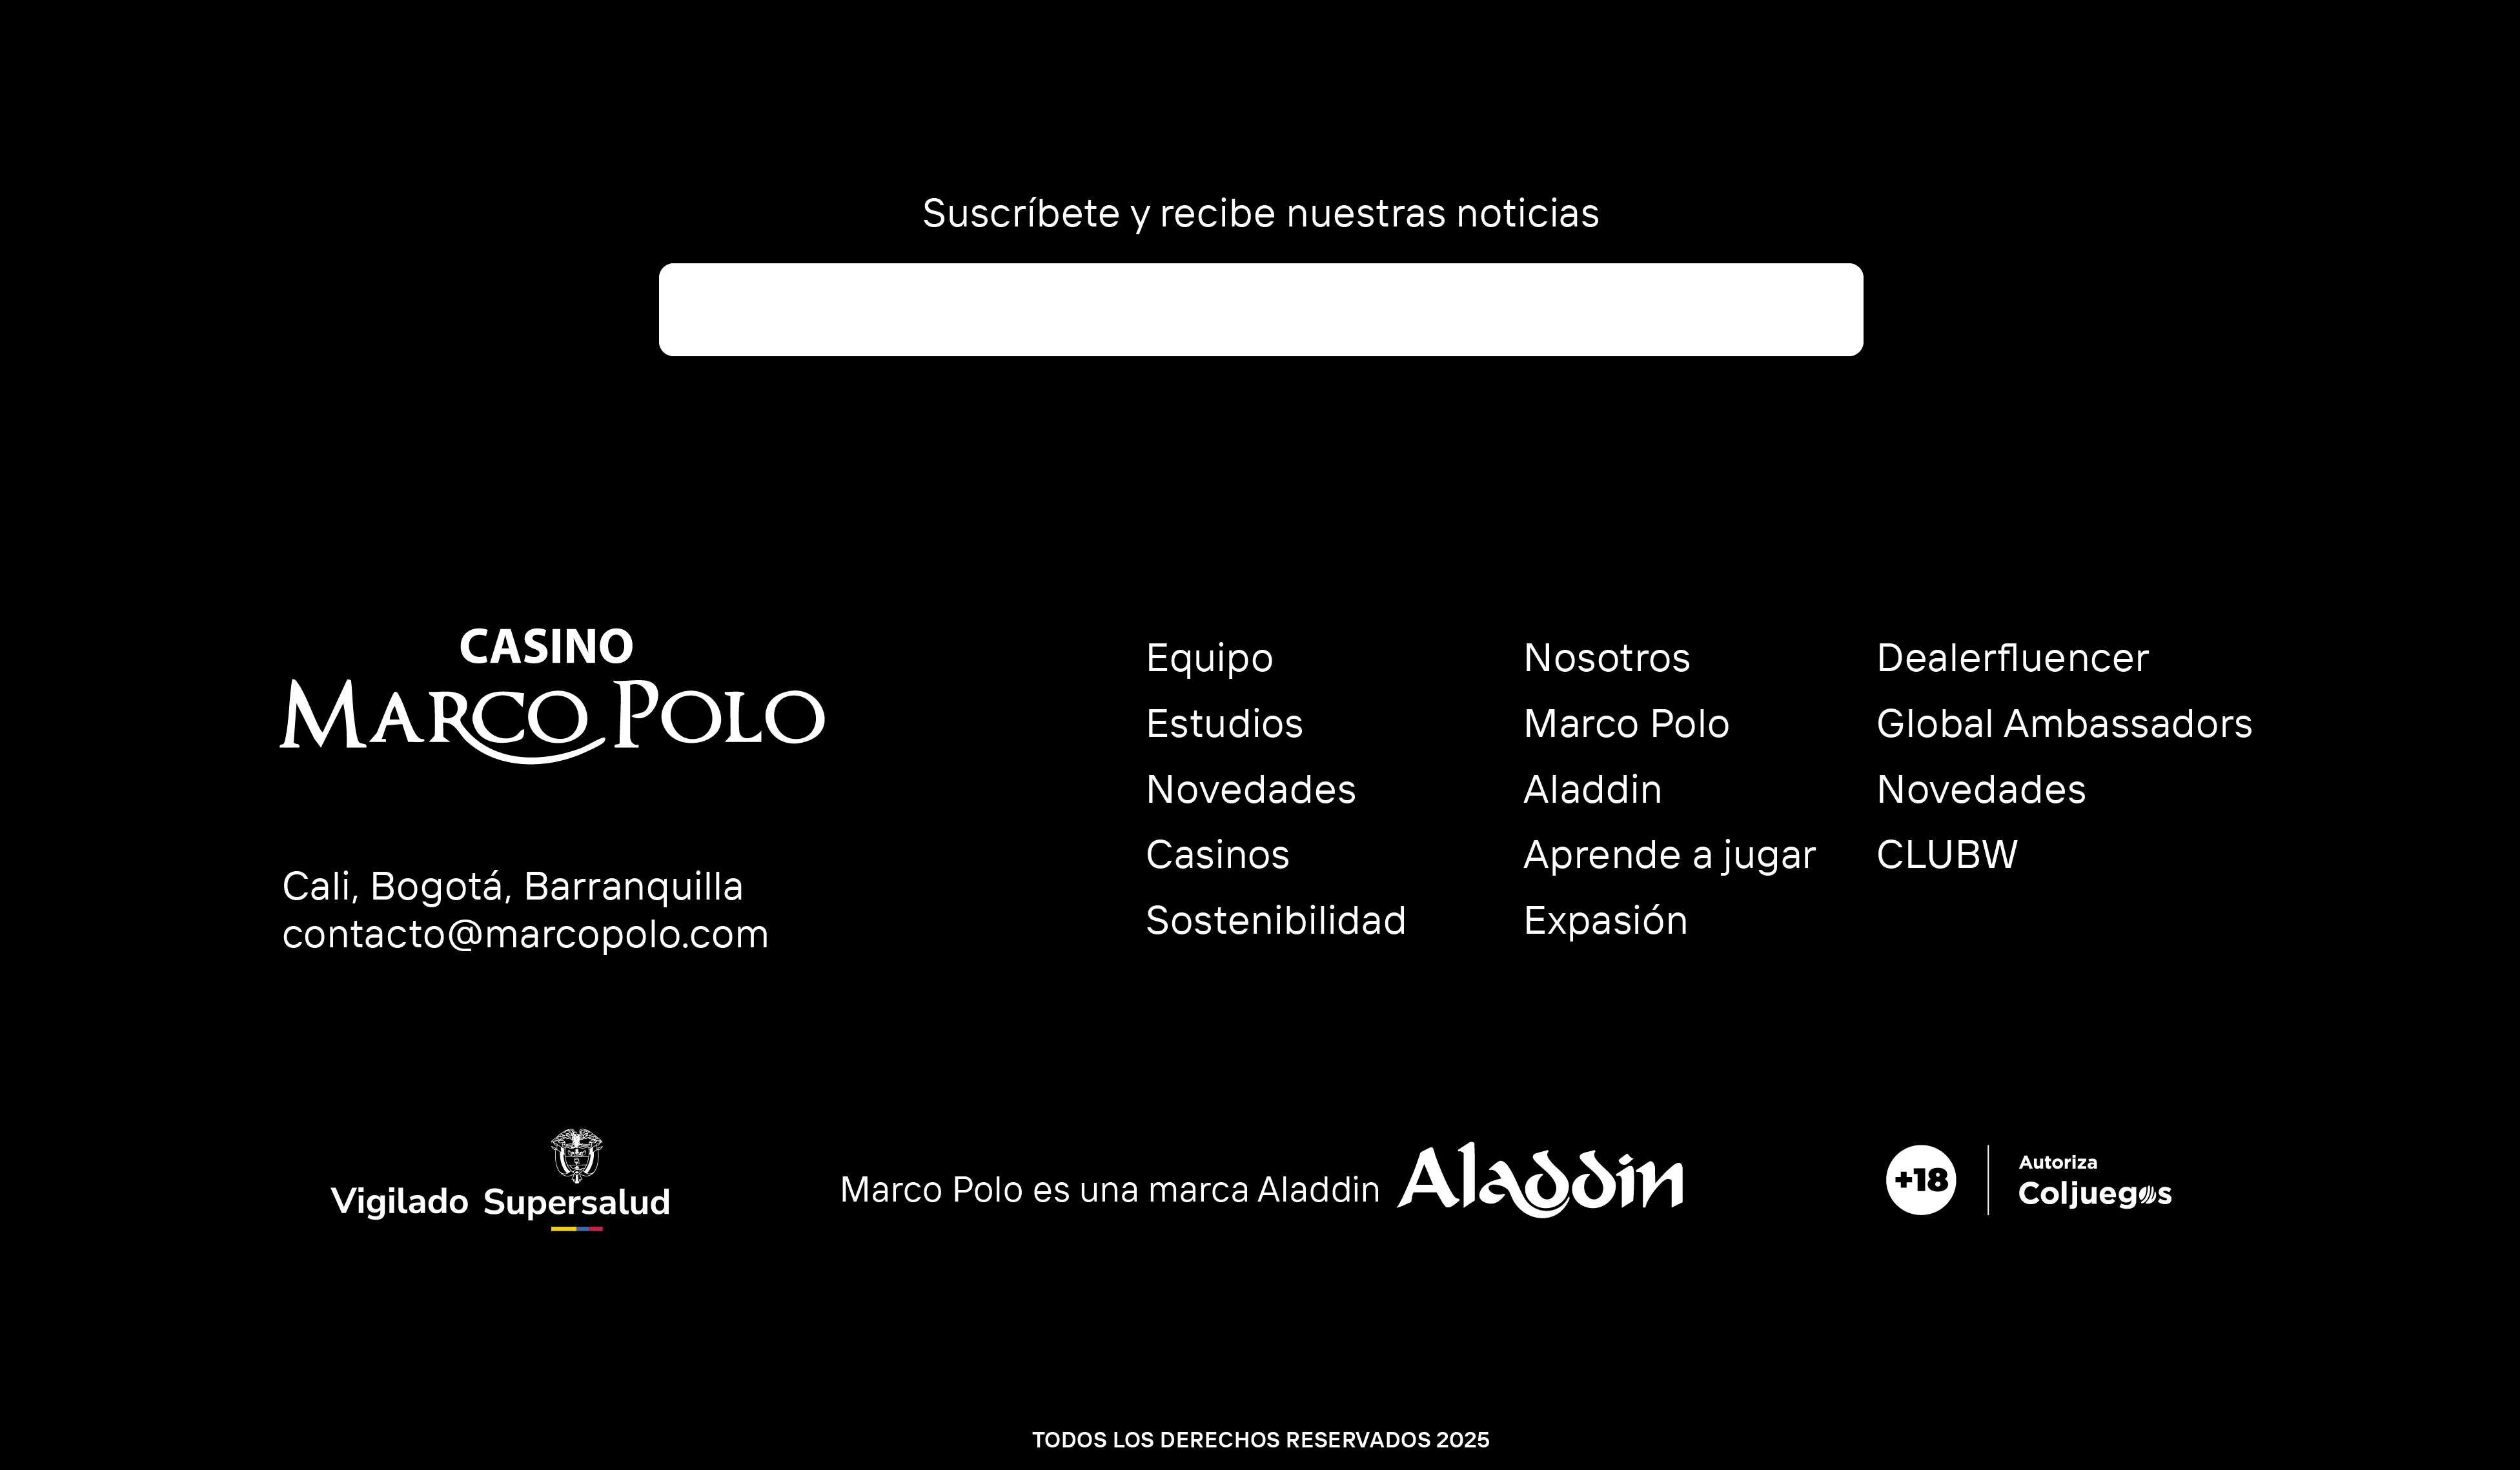 Suscríbete y recibe nuestras noticias
CASINO
MARCO POLO
Cali, Bogotá, Barranquilla
contacto@marcopolo.com
Equipo
Estudios
Novedades
Casinos
Sostenibilidad
Nosotros
Marco Polo
Aladdin
Aprende a jugar
Expasión
Dealerfluencer
Global Ambassadors
Novedades
CLUBW
Vigilado Supersalud
Marco Polo es una marca Aladdin Aladdin
+18
Autoriza
Coljuegos
TODOS LOS DERECHOS RESERVADOS 2025